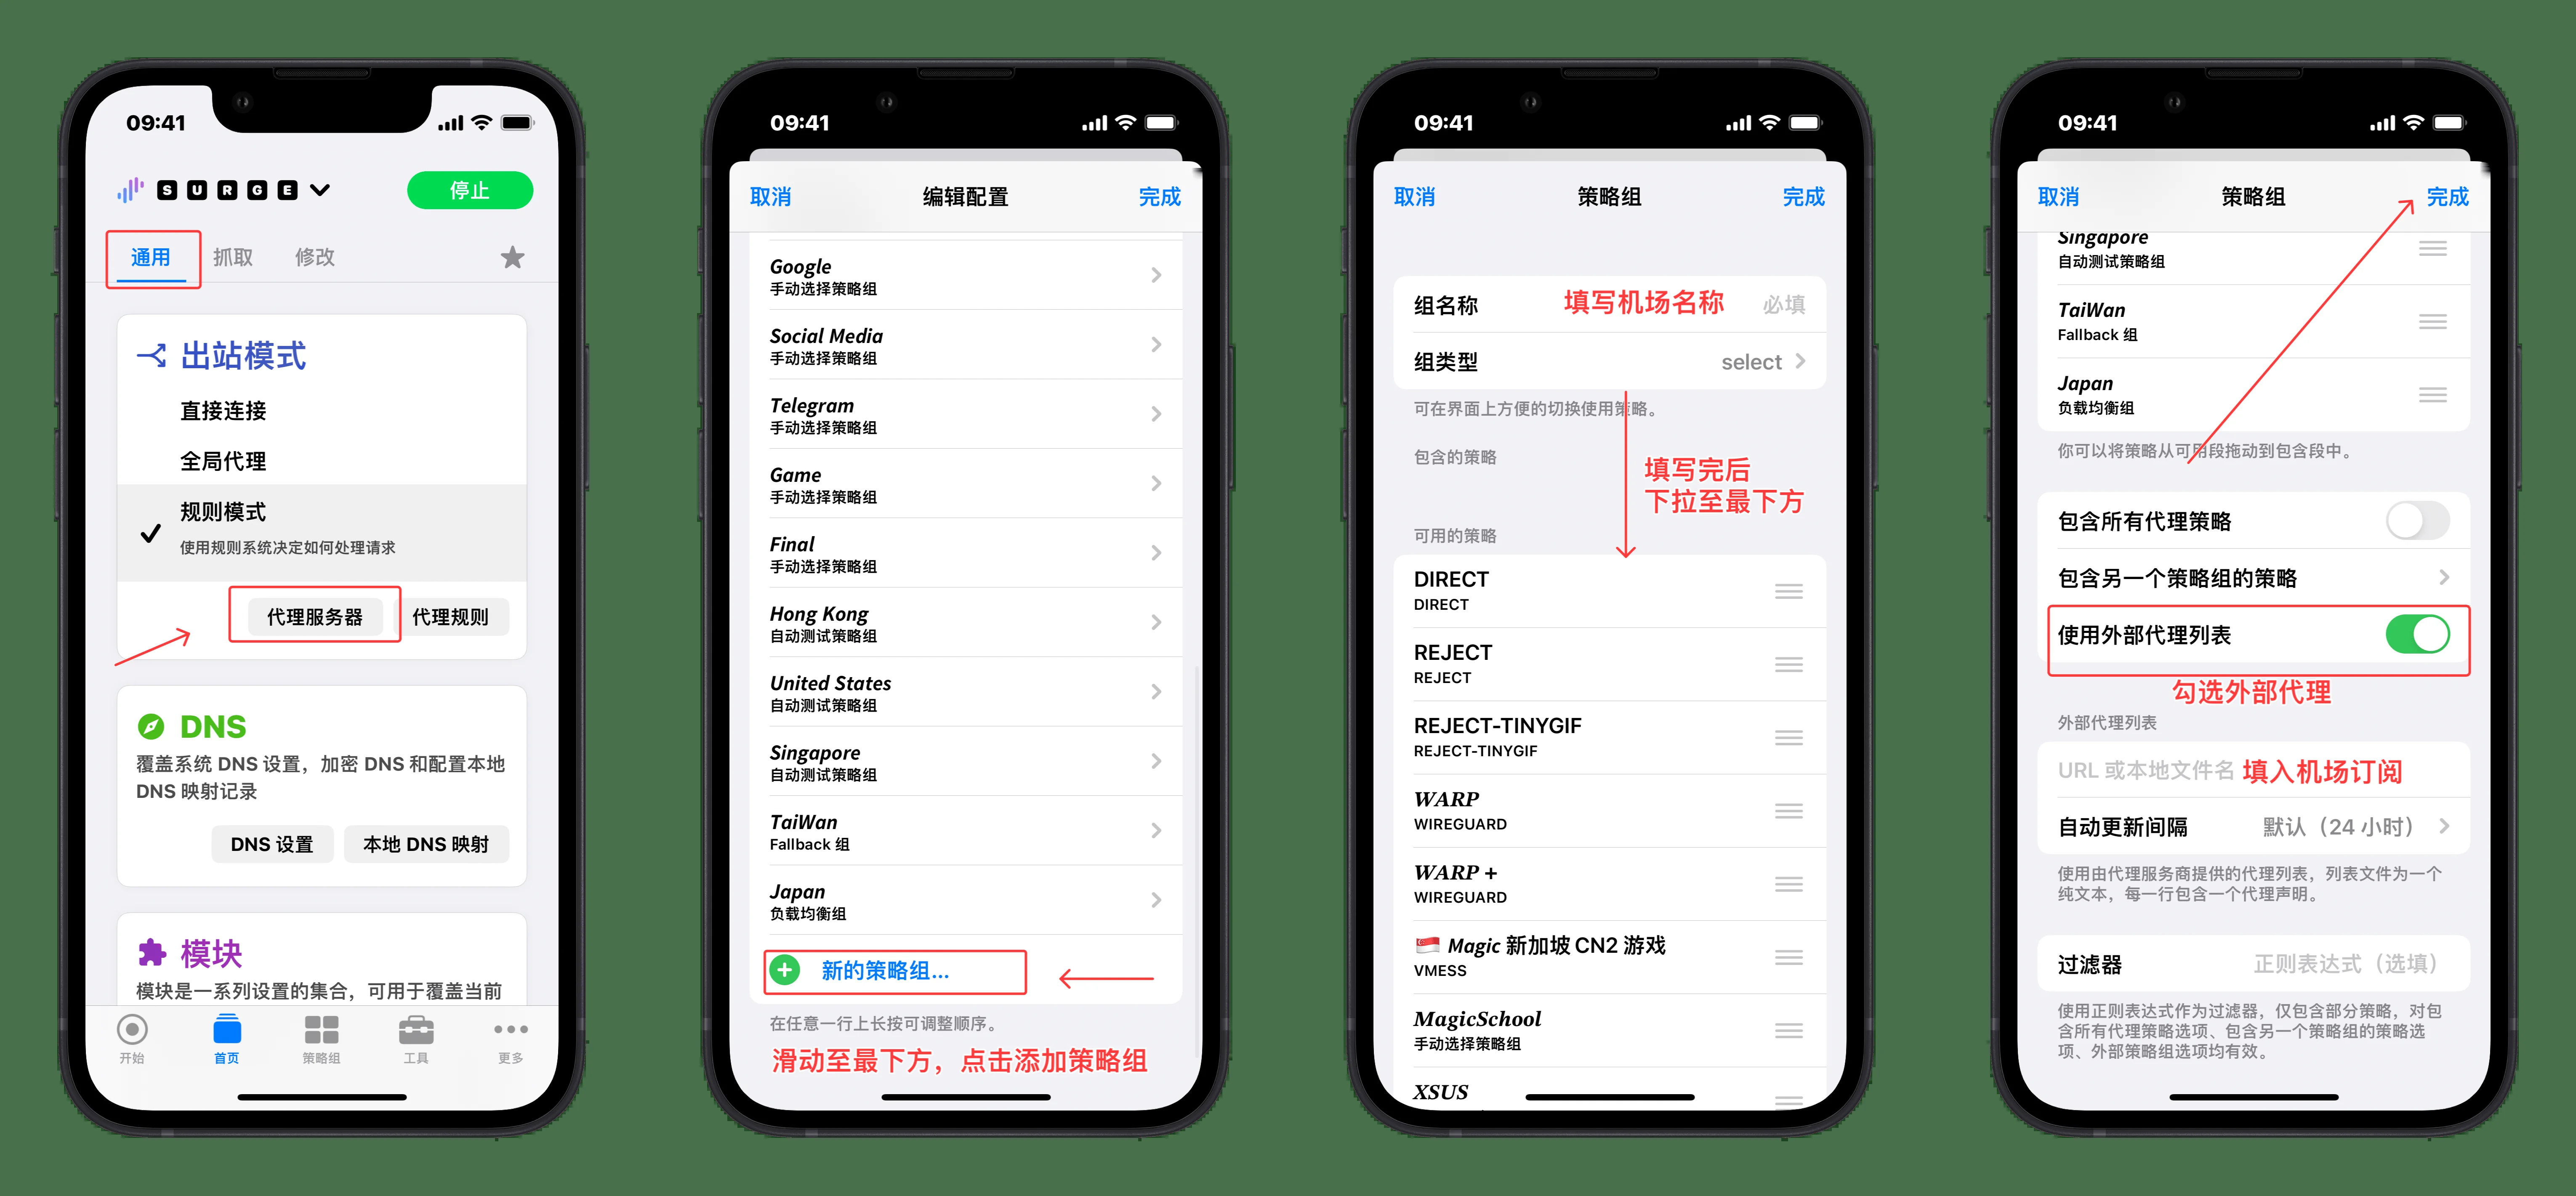 09:41
SURGE
停止
通用 抓取 修改
出站模式
直接连接
全局代理
规则模式
使用规则系统决定如何处理请求
代理服务器 代理规则
DNS
覆盖系统 DNS 设置，加密 DNS 和配置本地
DNS 映射记录
DNS 设置 本地 DNS 映射
模块
模块是一系列设置的集合，可用于覆盖当前
开始 首页 策略组 工具 更多
09:41
取消 编辑配置 完成
Google
手动选择策略组
Social Media
手动选择策略组
Telegram
手动选择策略组
Game
手动选择策略组
Final
手动选择策略组
Hong Kong
自动测试策略组
United States
自动测试策略组
Singapore
自动测试策略组
TaiWan
Fallback 组
Japan
负载均衡组
新的策略组...
在任意一行上长按可调整顺序。
滑动至最下方，点击添加策略组
09:41
取消 策略组 完成
组名称 填写机场名称 必填
组类型 select
可在界面上方便的切换使用策略。
包含的策略
填写完后
下拉至最下方
可用的策略
DIRECT
DIRECT
REJECT
REJECT
REJECT-TINYGIF
REJECT-TINYGIF
WARP
WIREGUARD
WARP +
WIREGUARD
🇸🇬 Magic 新加坡 CN2 游戏
VMESS
MagicSchool
手动选择策略组
XSUS
09:41
取消 策略组 完成
Singapore
自动测试策略组
TaiWan
Fallback 组
Japan
负载均衡组
你可以将策略从可用段拖动到包含段中。
包含所有代理策略
包含另一个策略组的策略
使用外部代理列表
勾选外部代理
外部代理列表
URL 或本地文件名 填入机场订阅
自动更新间隔 默认（24 小时）
使用由代理服务商提供的代理列表，列表文件为一个
纯文本，每一行包含一个代理声明。
过滤器 正则表达式（选填）
使用正则表达式作为过滤器，仅包含部分策略，对包
含所有代理策略选项、包含另一个策略组的策略选
项、外部策略组选项均有效。